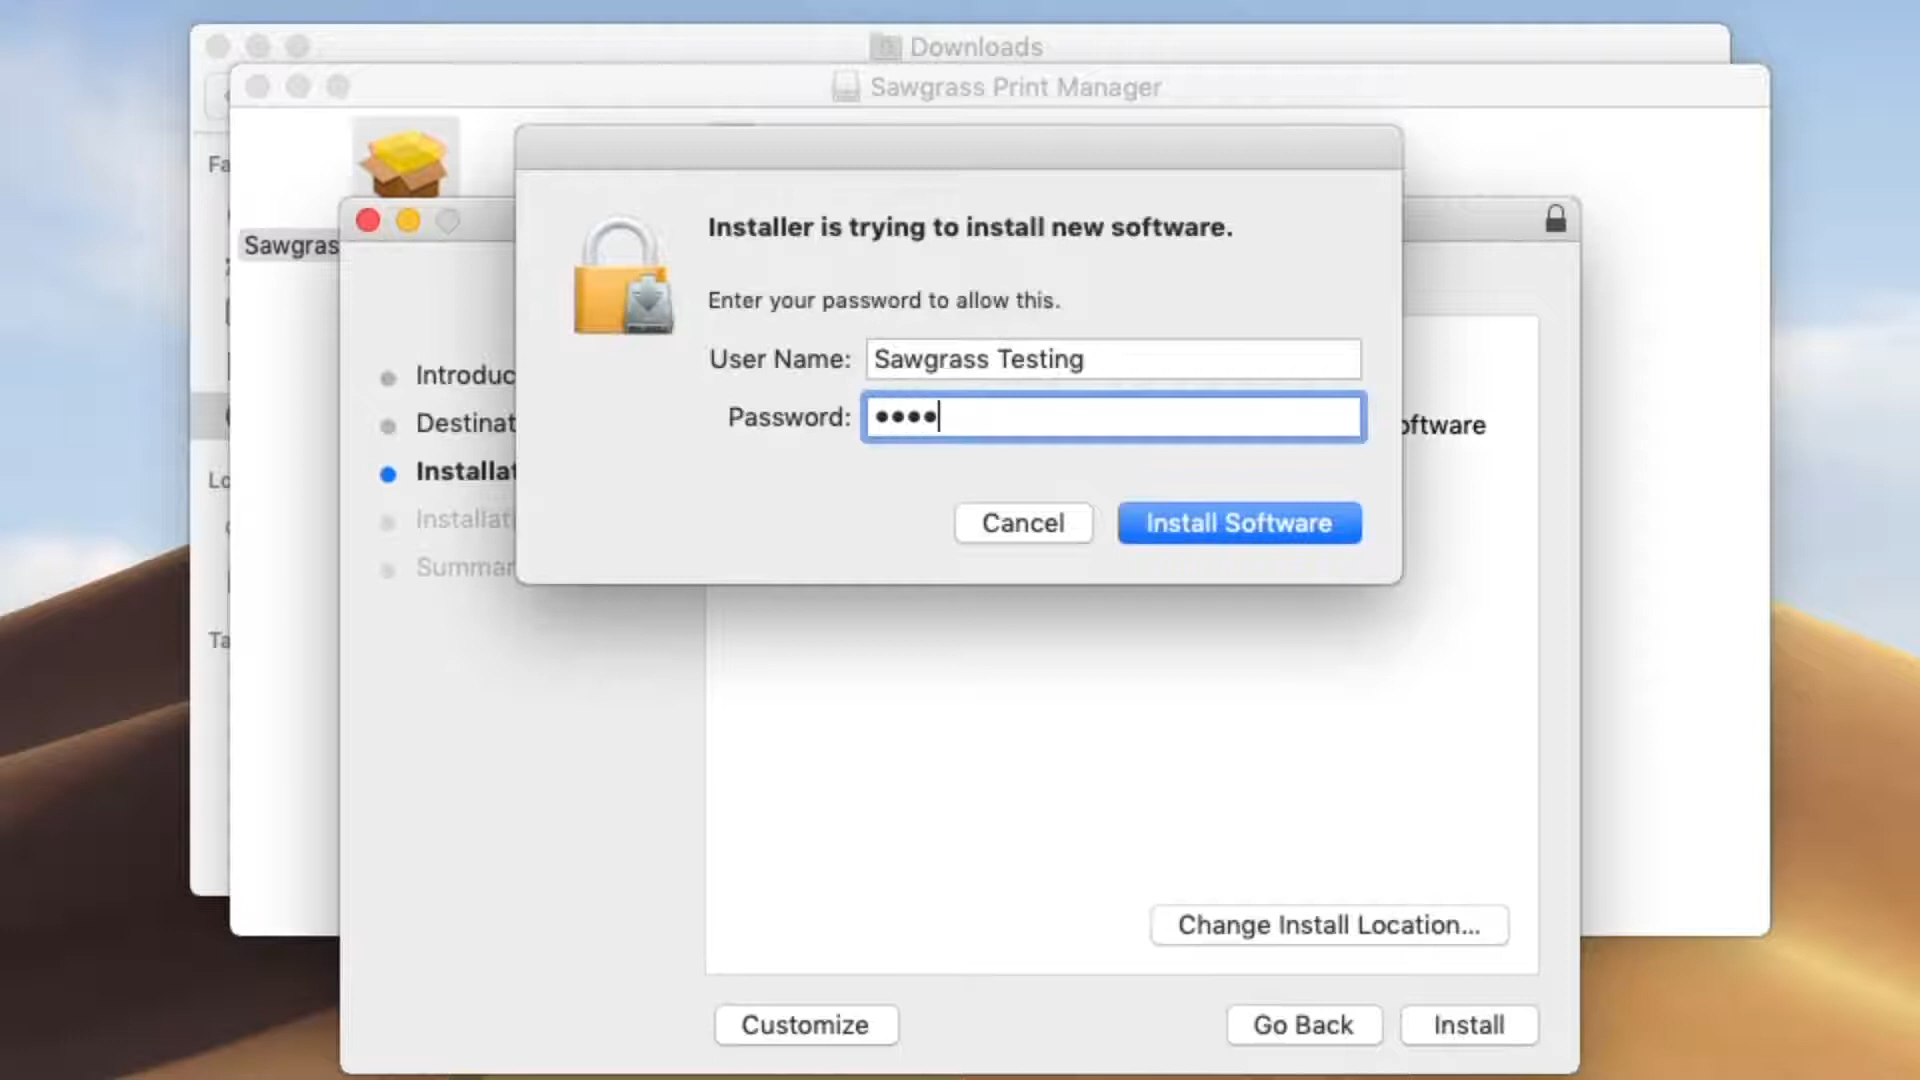 Downloads
Sawgrass Print Manager
Fa
Sawgras
Installer is trying to install new software.
Enter your password to allow this.
User Name: Sawgrass Testing
Password: ••••
Cancel
Install Software
Introduc
Destinat
Installat
Installati
Summar
oftware
Lo
Ta
Change Install Location...
Customize
Go Back
Install